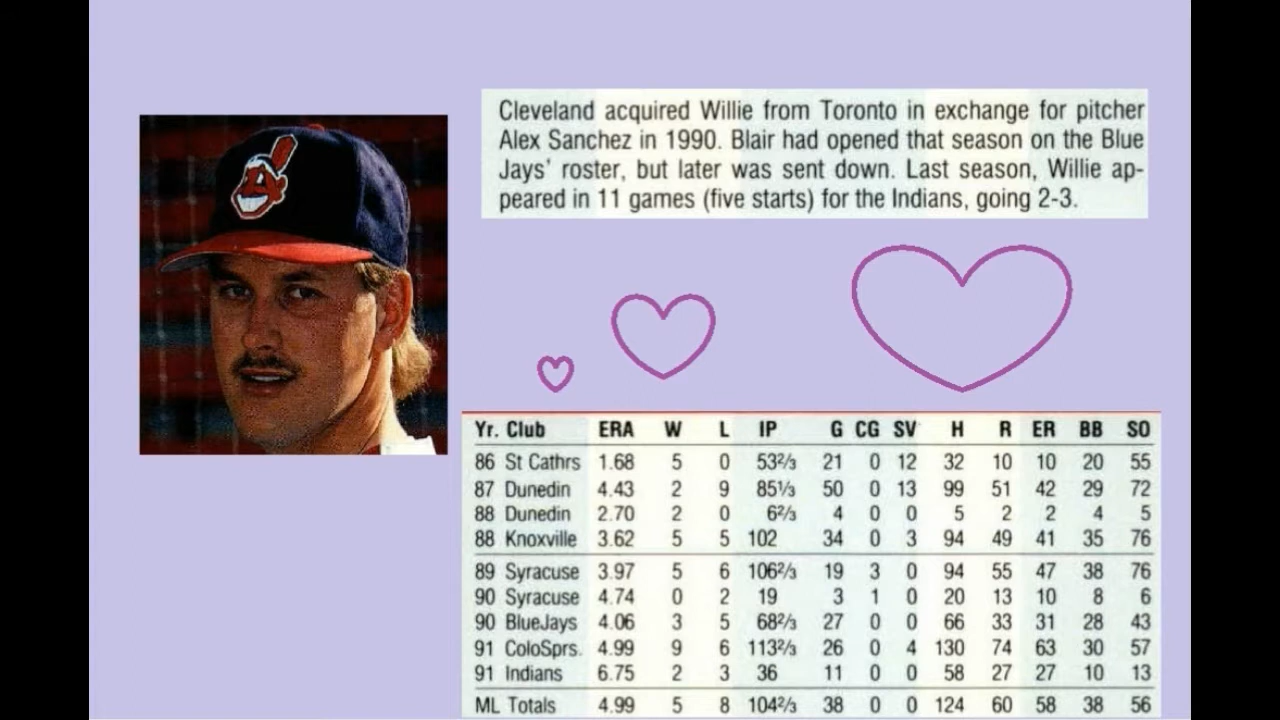 Cleveland acquired Willie from Toronto in exchange for pitcher
Alex Sanchez in 1990. Blair had opened that season on the Blue
Jays' roster, but later was sent down. Last season, Willie ap-
peared in 11 games (five starts) for the Indians, going 2-3.
Yr. Club ERA W L IP G CG SV H R ER BB SO
86 St Cathrs 1.68 5 0 53⅔ 21 0 12 32 10 10 20 55
87 Dunedin 4.43 2 9 85⅓ 50 0 13 99 51 42 29 72
88 Dunedin 2.70 2 0 6⅔ 4 0 0 5 2 2 4 5
88 Knoxville 3.62 5 5 102 34 0 3 94 49 41 35 76
89 Syracuse 3.97 5 6 106⅔ 19 3 0 94 55 47 38 76
90 Syracuse 4.74 0 2 19 3 1 0 20 13 10 8 6
90 BlueJays 4.06 3 5 68⅔ 27 0 0 66 33 31 28 43
91 ColoSprs. 4.99 9 6 113⅔ 26 0 4 130 74 63 30 57
91 Indians 6.75 2 3 36 11 0 0 58 27 27 10 13
ML Totals 4.99 5 8 104⅔ 38 0 0 124 60 58 38 56